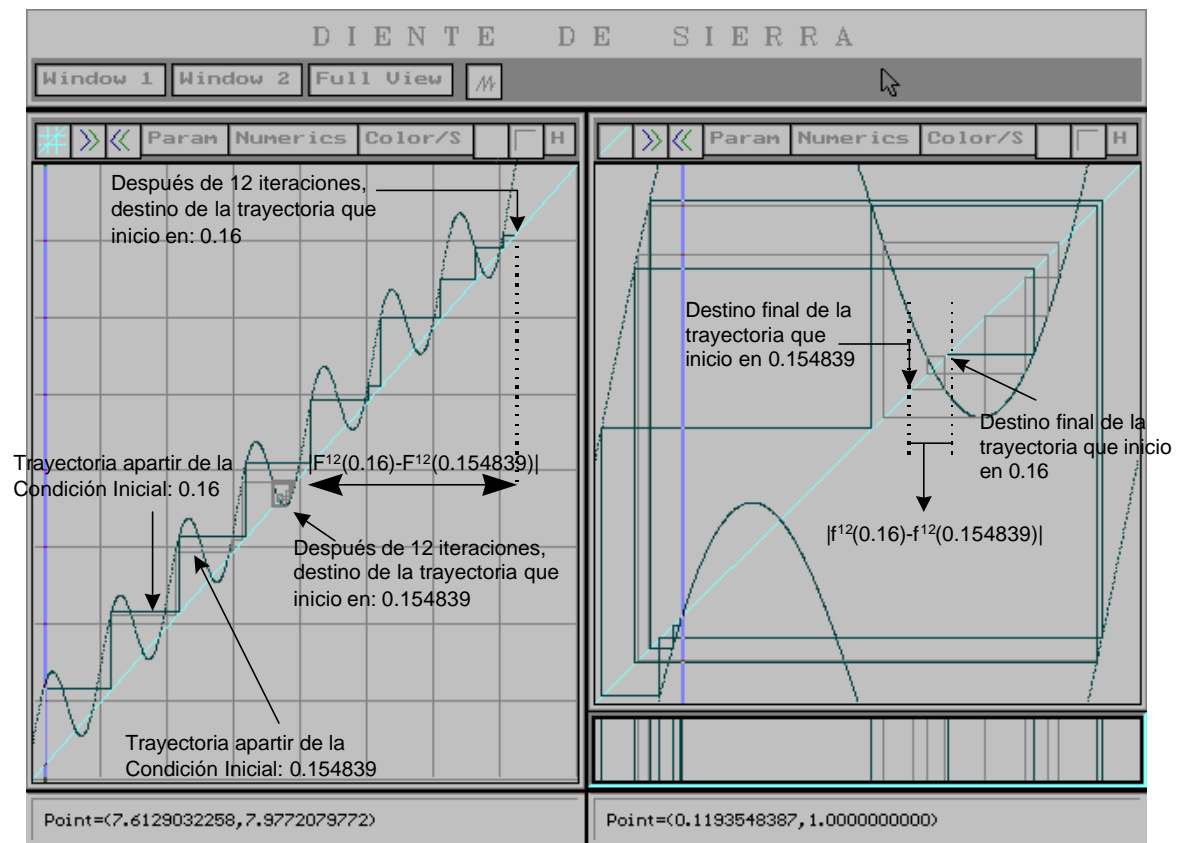 DIENTE DE SIERRA
Window 1 Window 2 Full View
Param Numerics Color/S H
Param Numerics Color/S H
Después de 12 iteraciones,
destino de la trayectoria que
inicio en: 0.16
Trayectoria apartir de la
Condición Inicial: 0.16
|F¹²(0.16)-F¹²(0.154839)|
Después de 12 iteraciones,
destino de la trayectoria que
inicio en: 0.154839
Trayectoria apartir de la
Condición Inicial: 0.154839
Destino final de la
trayectoria que
inicio en 0.154839
Destino final de la
trayectoria que inicio
en 0.16
|f¹²(0.16)-f¹²(0.154839)|
Point=(7.6129032258,7.9772079772)
Point=(0.1193548387,1.0000000000)